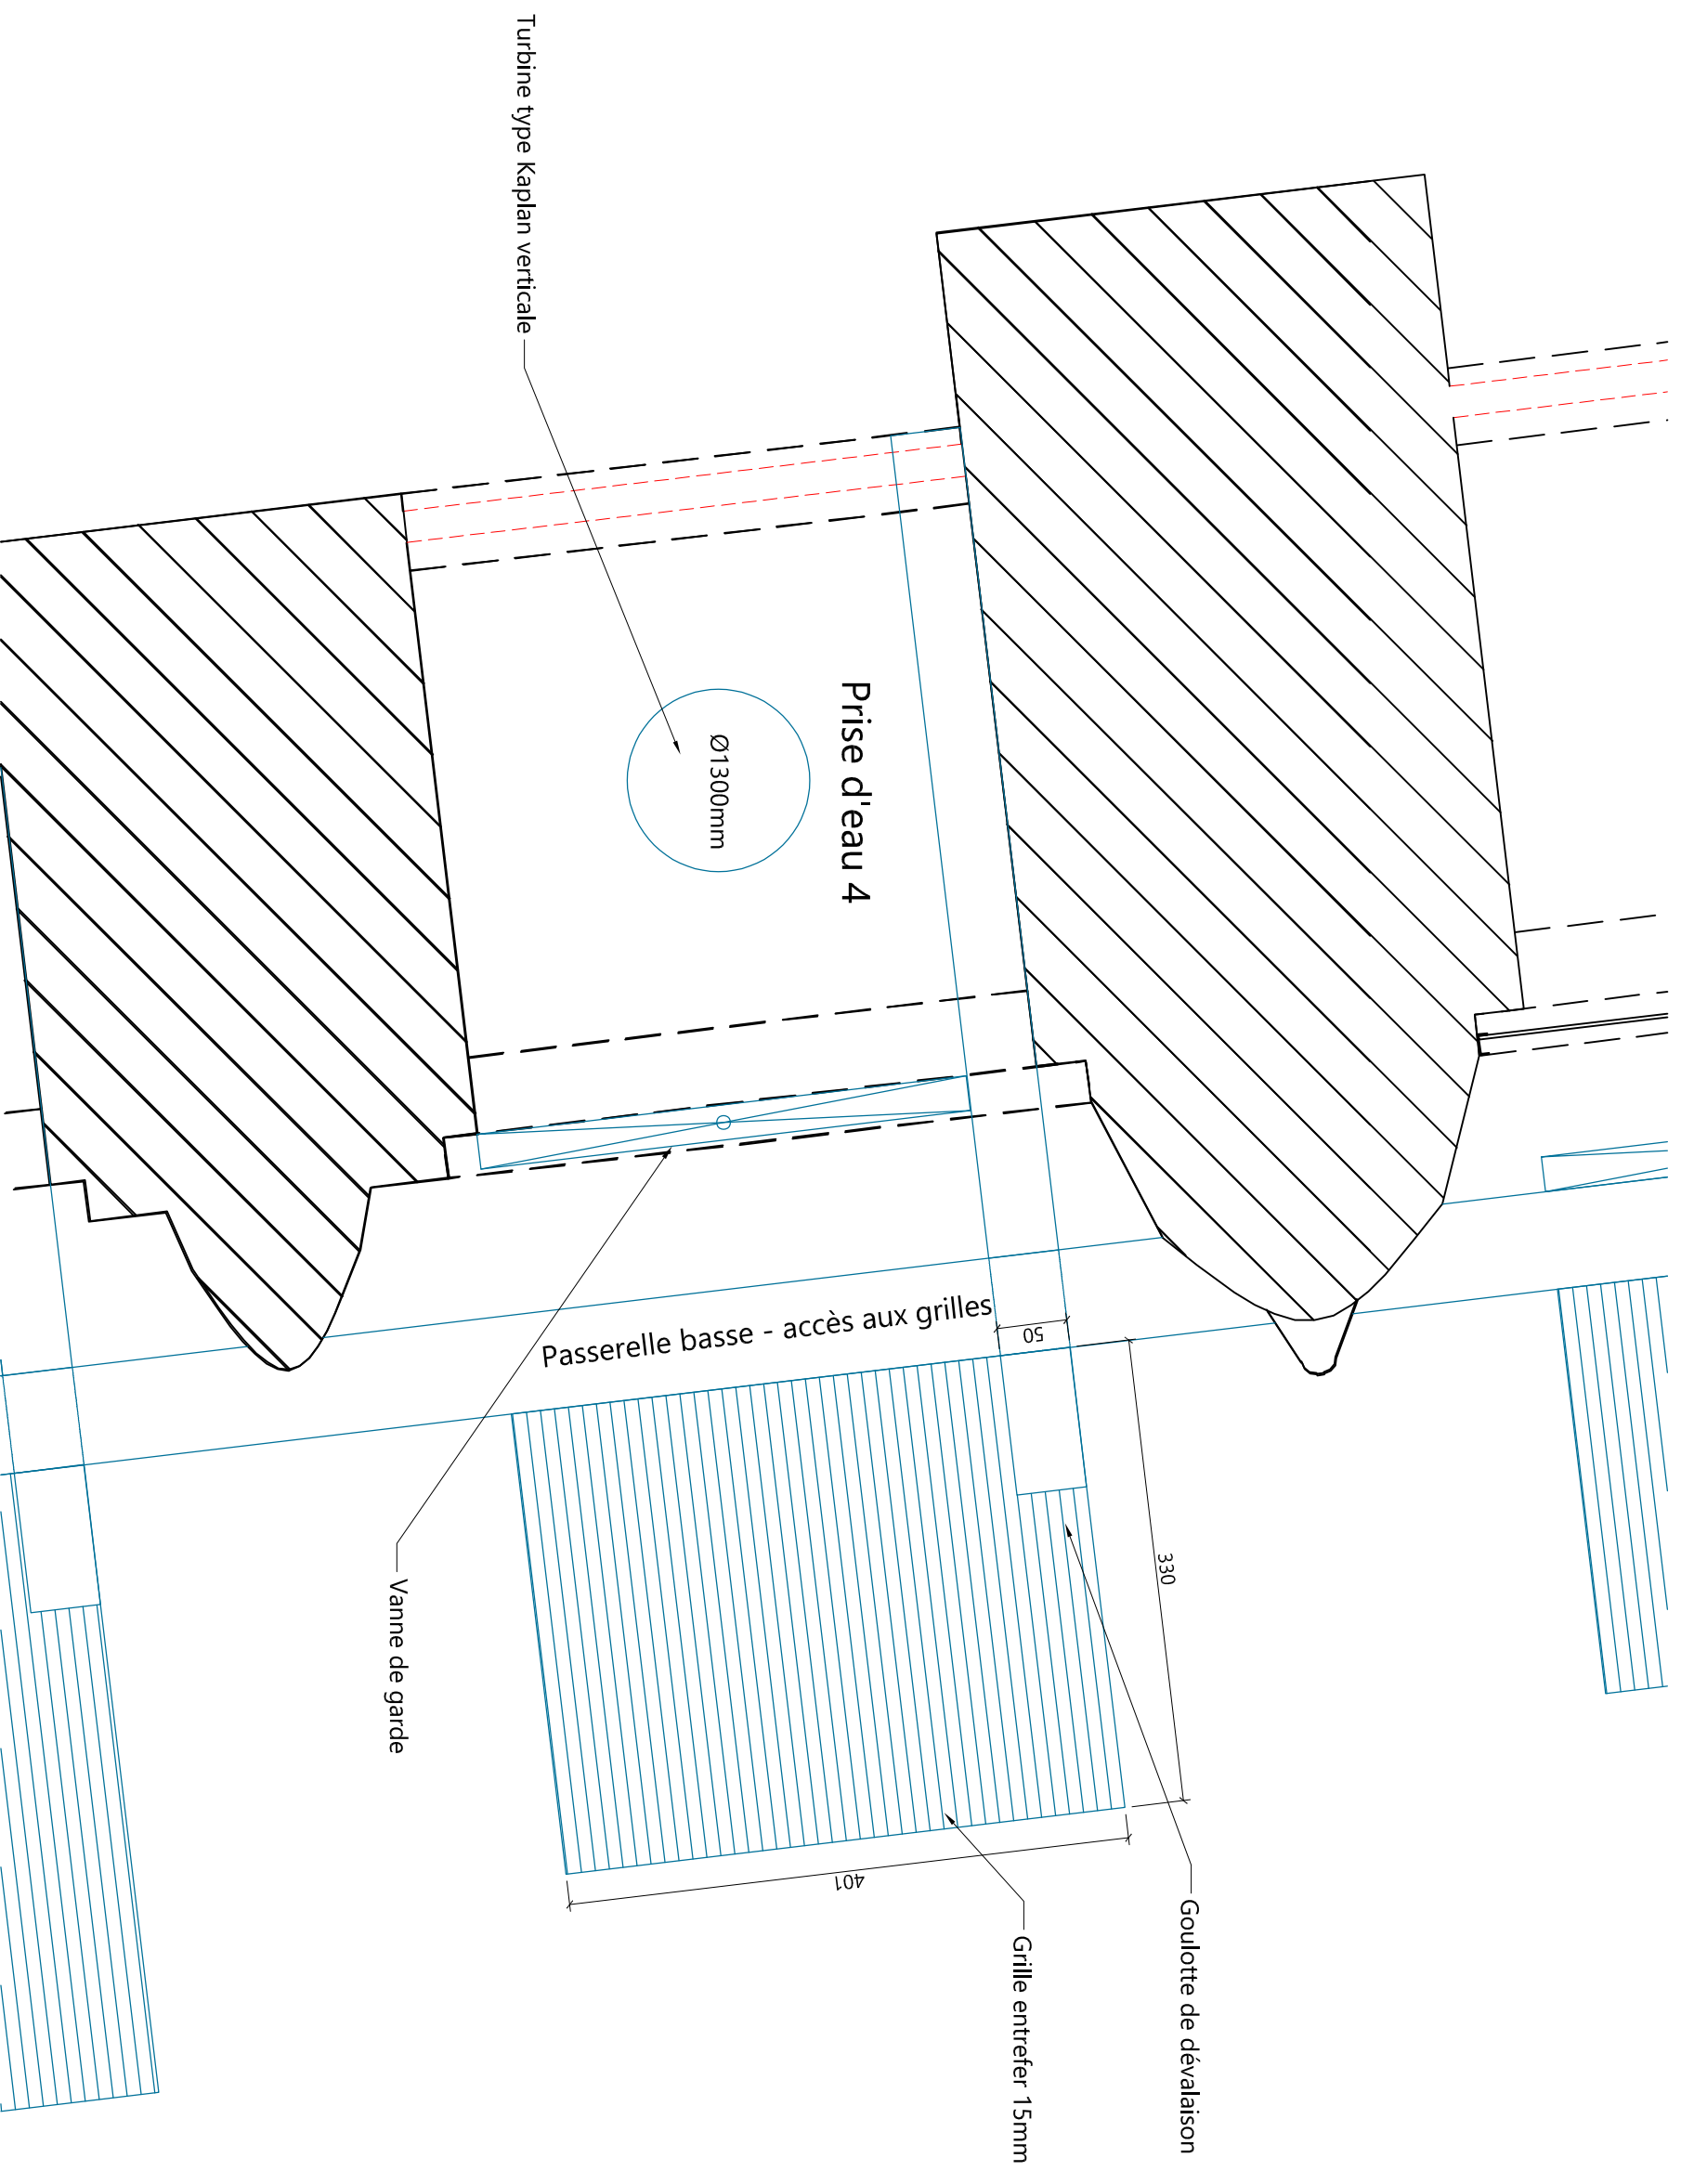 Turbine type Kaplan verticale
Prise d'eau 4
Ø1300mm
Passerelle basse - accès aux grilles
50
330
401
Vanne de garde
Goulotte de dévalaison
Grille entrefer 15mm